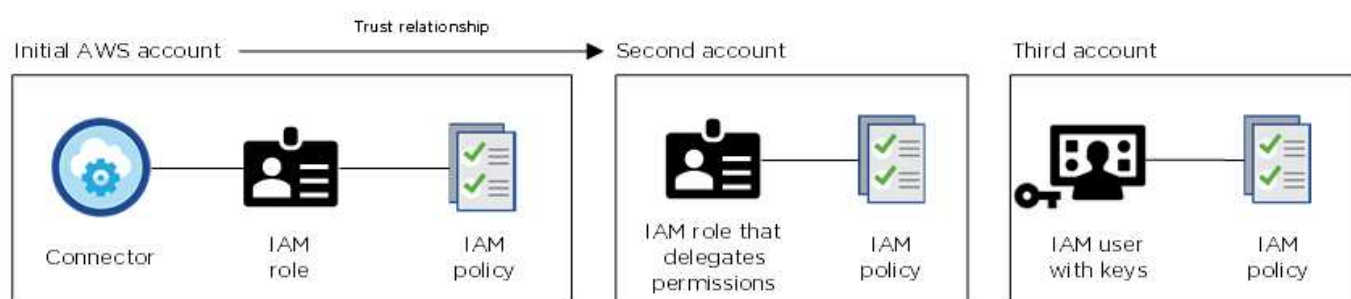 Trust relationship
Initial AWS account
Second account
Third account
Connector
IAM
role
IAM
policy
IAM role that
delegates
permissions
IAM
policy
IAM user
with keys
IAM
policy